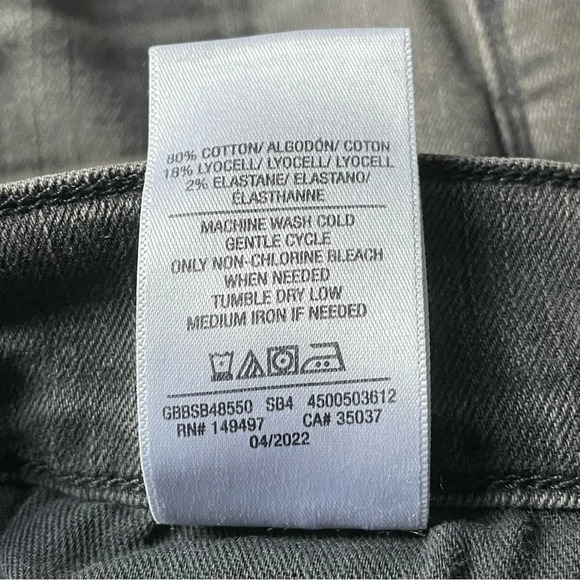 80% COTTON/ ALGODÓN/ COTON
18% LYOCELL/ LYOCELL/ LYOCELL
2% ELASTANE/ ELASTANO/
ÉLASTHANNE
MACHINE WASH COLD
GENTLE CYCLE
ONLY NON-CHLORINE BLEACH
WHEN NEEDED
TUMBLE DRY LOW
MEDIUM IRON IF NEEDED
GBBSB48550 SB4 4500503612
RN# 149497 CA# 35037
04/2022